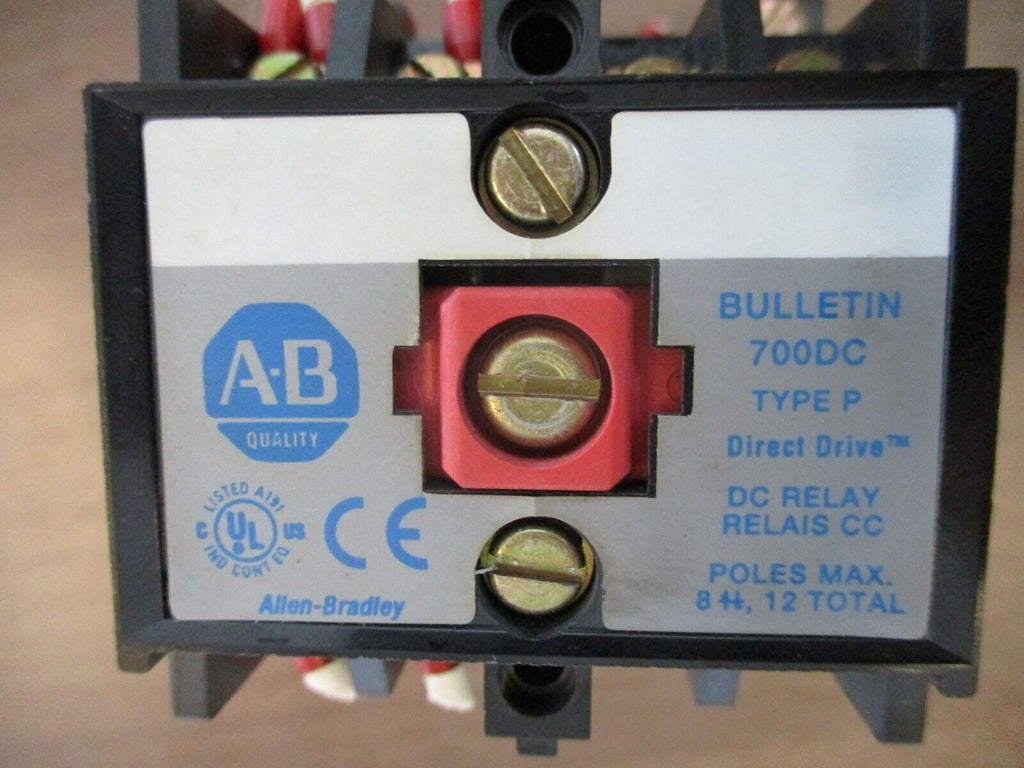 A-B
QUALITY
LISTED A191
C UL US
IND CONT EQ
CE
Allen-Bradley
BULLETIN
700DC
TYPE P
Direct Drive™
DC RELAY
RELAIS CC
POLES MAX.
8 , 12 TOTAL